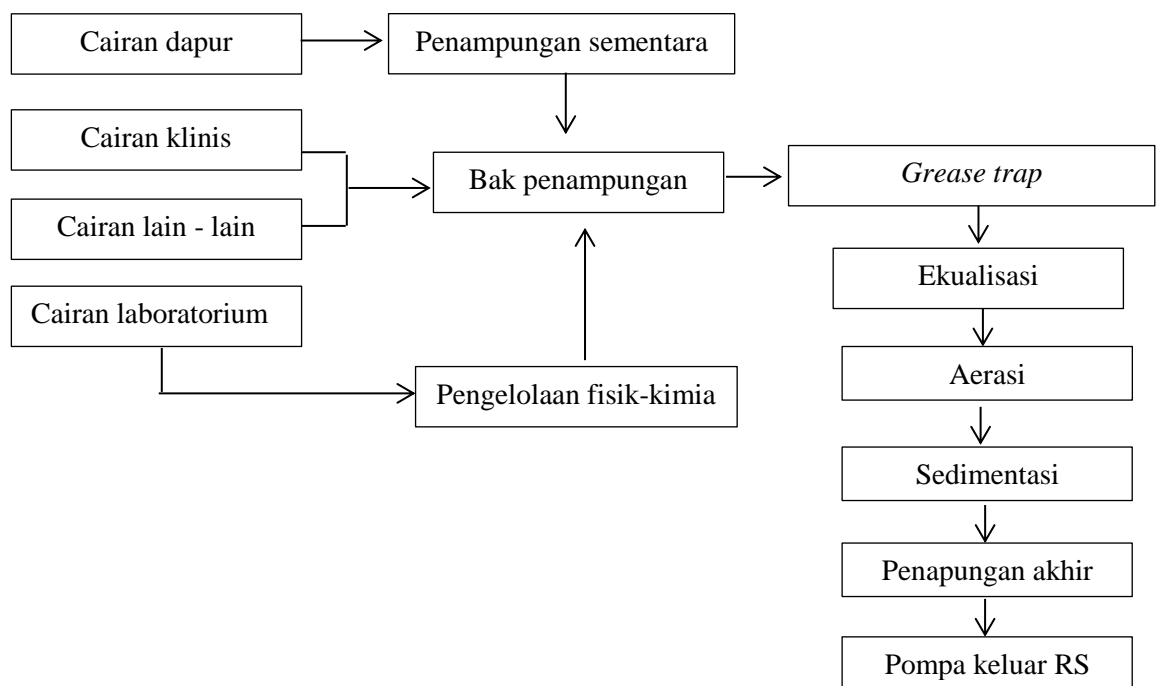 Cairan dapur
Penampungan sementara
Cairan klinis
Bak penampungan
Grease trap
Cairan lain - lain
Ekualisasi
Cairan laboratorium
Aerasi
Pengelolaan fisik-kimia
Sedimentasi
Penapungan akhir
Pompa keluar RS